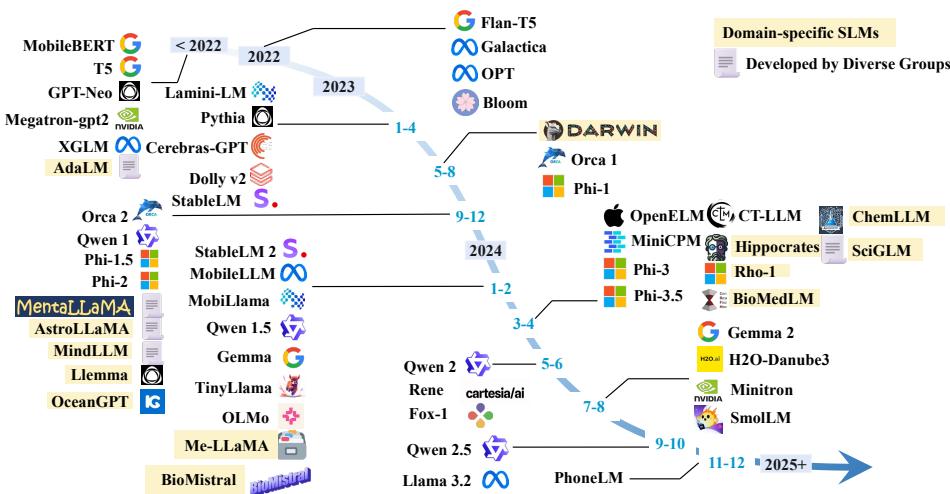 MobileBERT
T5
GPT-Neo
Megatron-gpt2
NVIDIA
XGLM
AdaLM
< 2022
2022
Flan-T5
Galactica
OPT
Bloom
Domain-specific SLMs
Developed by Diverse Groups
2023
Lamini-LM
Pythia
Cerebras-GPT
Dolly v2
StableLM
S.
1-4
DARWIN
Orca 1
ORCA
Phi-1
5-8
Orca 2
ORCA
Qwen 1
Phi-1.5
Phi-2
MentaLLaMA
AstroLLaMA
MindLLM
Llemma
OceanGPT
9-12
2024
StableLM 2
S.
MobileLLM
MobiLlama
Qwen 1.5
Gemma
TinyLlama
OLMo
Me-LLaMA
BioMistral
BioMistral
1-2
OpenELM
MiniCPM
Phi-3
Phi-3.5
CT-LLM
Hippocrates
Rho-1
BioMedLM
ChemLLM
SciGLM
3-4
Qwen 2
Rene
cartesia/ai
Fox-1
5-6
Gemma 2
H2O.ai
H2O-Danube3
Minitron
NVIDIA
SmolLM
7-8
Qwen 2.5
Llama 3.2
9-10
PhoneLM
11-12
2025+